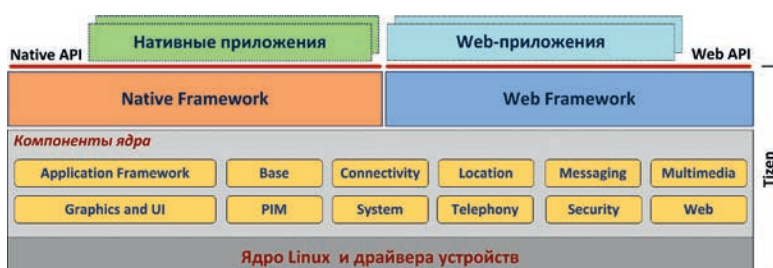 Нативные приложения
Web-приложения
Native API
Web API
Native Framework
Web Framework
Компоненты ядра
Application Framework
Base
Connectivity
Location
Messaging
Multimedia
Graphics and UI
PIM
System
Telephony
Security
Web
Ядро Linux и драйвера устройств
Tizen